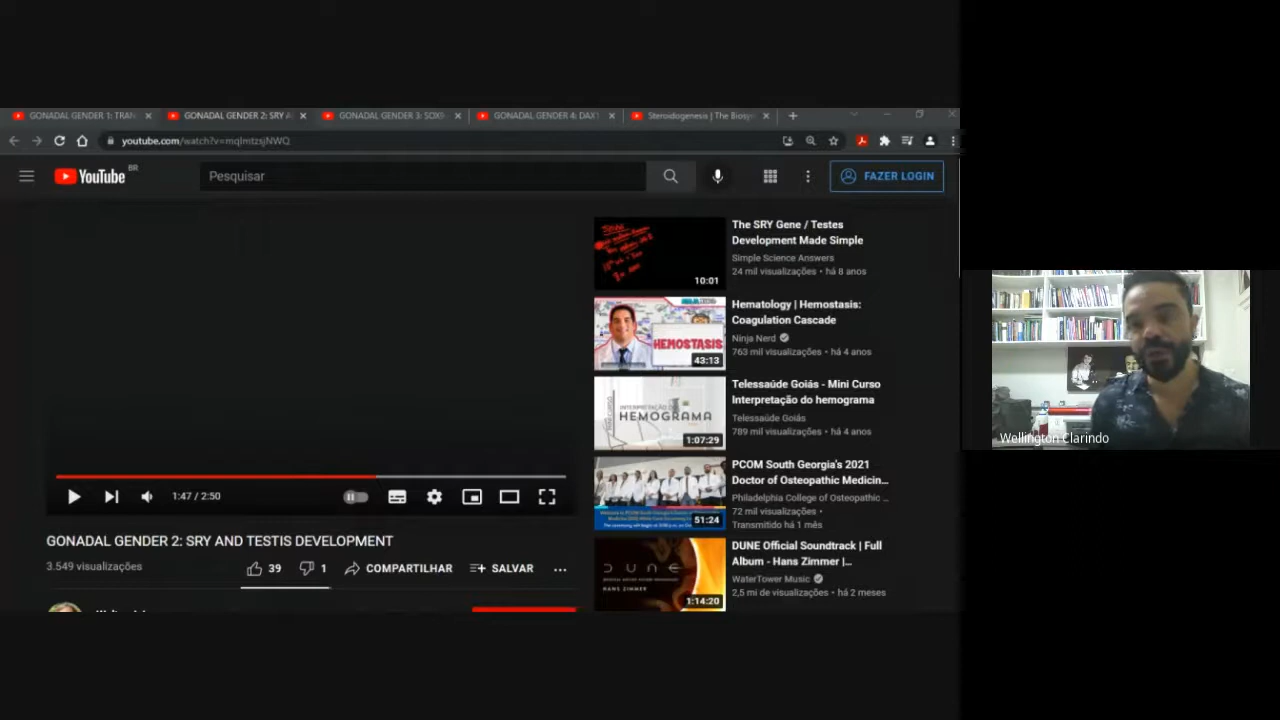 GONADAL GENDER 1: TRAN
GONADAL GENDER 2: SRY A
GONADAL GENDER 3: SOX9
GONADAL GENDER 4: DAX1
Steroidogenesis | The Biosyn
youtube.com/watch?v=mqlmtzsjNWQ
YouTube BR
Pesquisar
FAZER LOGIN
The SRY Gene / Testes
Development Made Simple
Simple Science Answers
24 mil visualizações • há 8 anos
10:01
Hematology | Hemostasis:
Coagulation Cascade
Ninja Nerd
763 mil visualizações • há 4 anos
HEMOSTASIS
43:13
Telessaúde Goiás - Mini Curso
Interpretação do hemograma
Telessaúde Goiás
789 mil visualizações • há 4 anos
HEMOGRAMA
1:07:29
PCOM South Georgia's 2021
Doctor of Osteopathic Medicin...
Philadelphia College of Osteopathic ...
72 mil visualizações •
Transmitido há 1 mês
51:24
DUNE Official Soundtrack | Full
Album - Hans Zimmer |...
WaterTower Music
2,5 mi de visualizações • há 2 meses
DUNE
HANS ZIMMER
1:14:20
1:47 / 2:50
GONADAL GENDER 2: SRY AND TESTIS DEVELOPMENT
3.549 visualizações
39
1
COMPARTILHAR
SALVAR
...
Wellington Clarindo